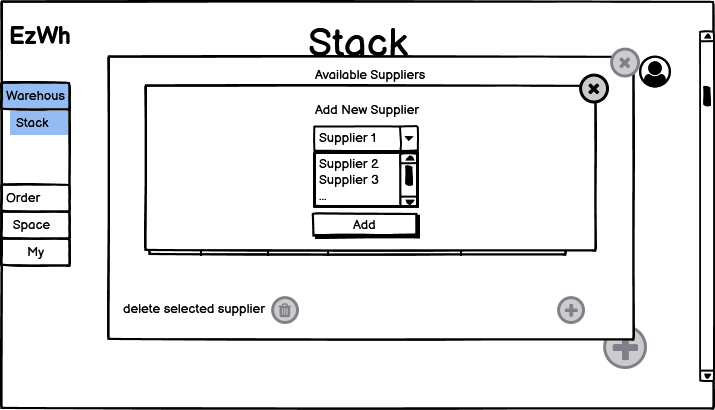 EzWh
Stack
Available Suppliers
Warehous
Stack
Order
Space
My
Add New Supplier
Supplier 1
Supplier 2
Supplier 3
...
Add
delete selected supplier